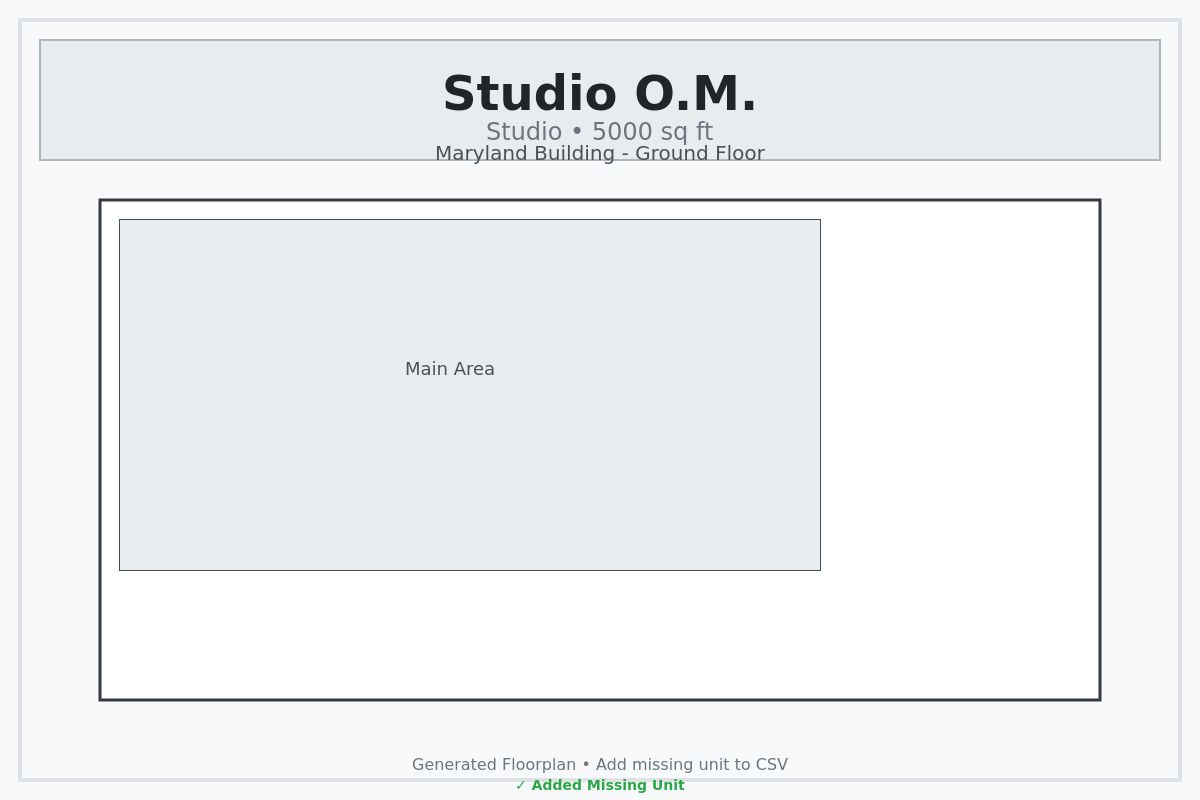 Studio O.M.
Studio • 5000 sq ft
Maryland Building - Ground Floor
Main Area
Generated Floorplan • Add missing unit to CSV
✓ Added Missing Unit